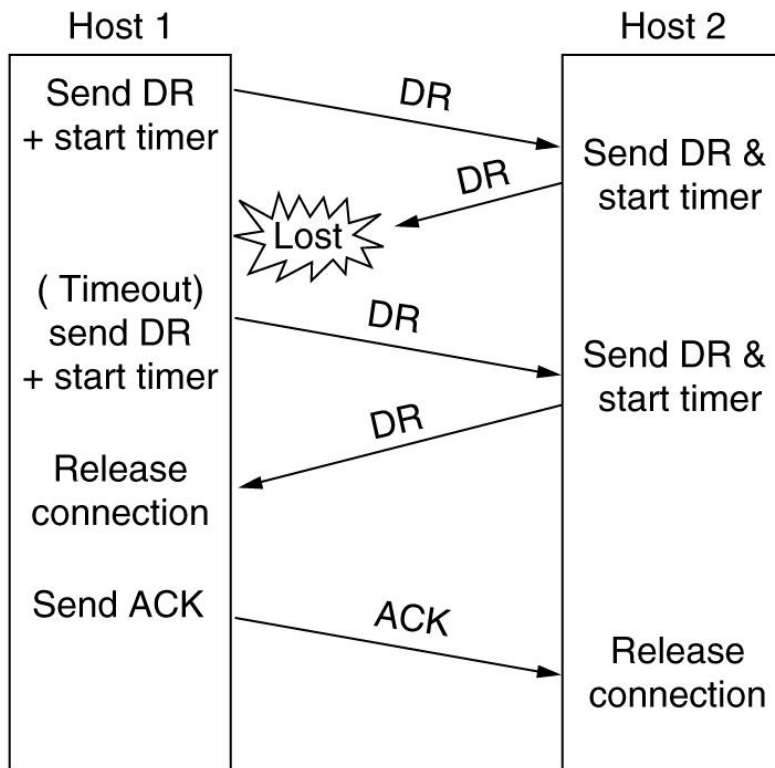 Host 1
Host 2
Send DR
+ start timer
DR
Send DR &
start timer
DR
Lost
( Timeout)
send DR
+ start timer
DR
Send DR &
start timer
DR
Release
connection
Send ACK
ACK
Release
connection